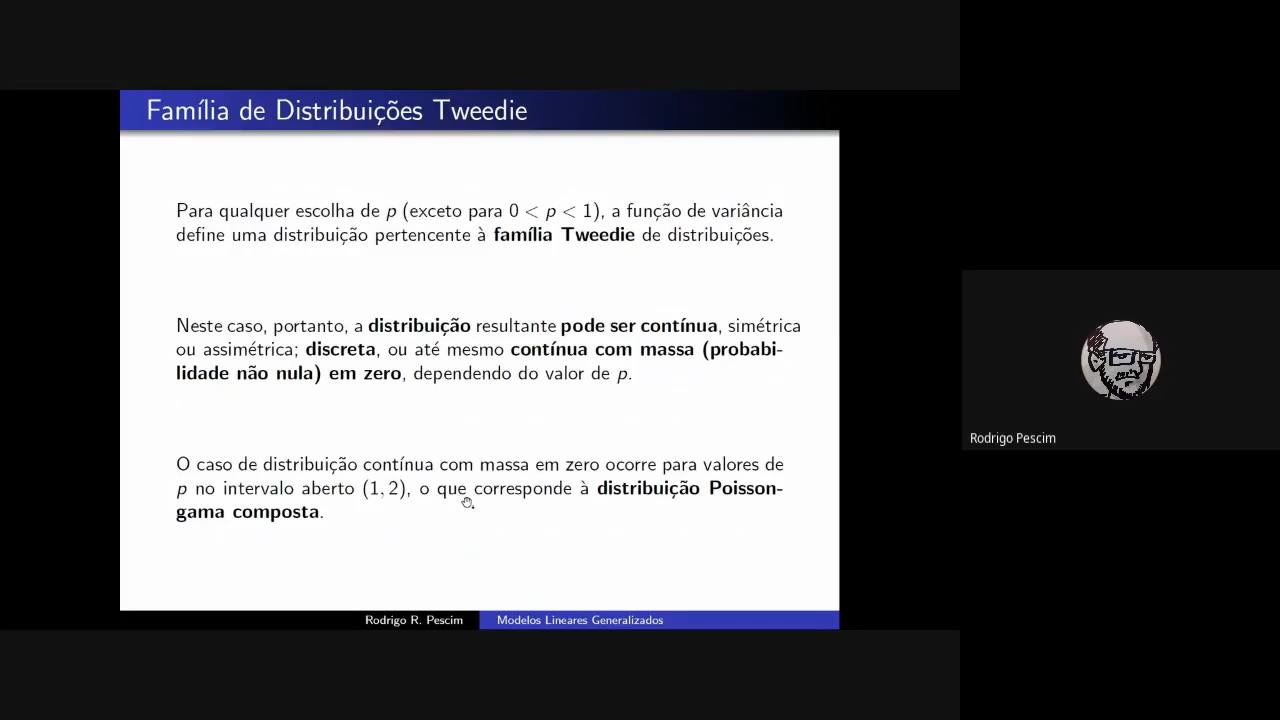 Família de Distribuições Tweedie
Para qualquer escolha de p (exceto para 0 < p < 1), a função de variância
define uma distribuição pertencente à família Tweedie de distribuições.
Neste caso, portanto, a distribuição resultante pode ser contínua, simétrica
ou assimétrica; discreta, ou até mesmo contínua com massa (probabi-
lidade não nula) em zero, dependendo do valor de p.
O caso de distribuição contínua com massa em zero ocorre para valores de
p no intervalo aberto (1, 2), o que corresponde à distribuição Poisson-
gama composta.
Rodrigo R. Pescim
Modelos Lineares Generalizados
Rodrigo Pescim